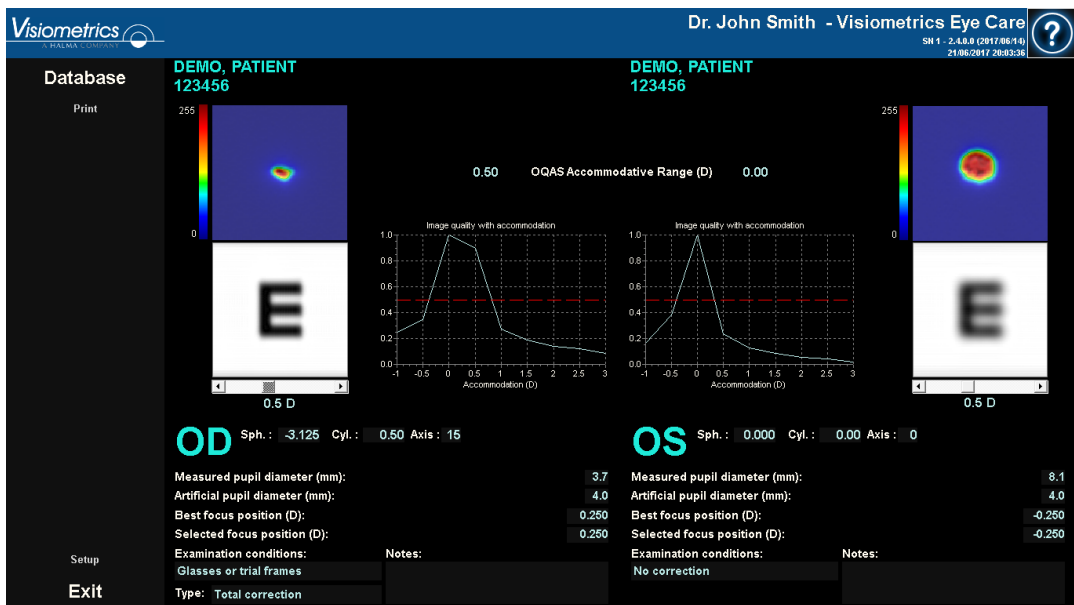 Visiometrics
A HALMA COMPANY
Dr. John Smith - Visiometrics Eye Care
SN 1 - 2.4.0.0 (2017/06/14)
21/06/2017 20:03:36
?
Database
Print
Setup
Exit
DEMO, PATIENT
123456
DEMO, PATIENT
123456
255
0
255
0
0.50 OQAS Accommodative Range (D) 0.00
Image quality with accommodation
1.0
0.8
0.6
0.4
0.2
0.0
-1 -0.5 0 0.5 1 1.5 2 2.5 3
Accommodation (D)
Image quality with accommodation
1.0
0.8
0.6
0.4
0.2
0.0
-1 -0.5 0 0.5 1 1.5 2 2.5 3
Accommodation (D)
E
0.5 D
E
0.5 D
OD Sph. : -3.125 Cyl. : 0.50 Axis : 15
Measured pupil diameter (mm): 3.7
Artificial pupil diameter (mm): 4.0
Best focus position (D): 0.250
Selected focus position (D): 0.250
Examination conditions: Notes:
Glasses or trial frames
Type: Total correction
OS Sph. : 0.000 Cyl. : 0.00 Axis : 0
Measured pupil diameter (mm): 8.1
Artificial pupil diameter (mm): 4.0
Best focus position (D): -0.250
Selected focus position (D): -0.250
Examination conditions: Notes:
No correction